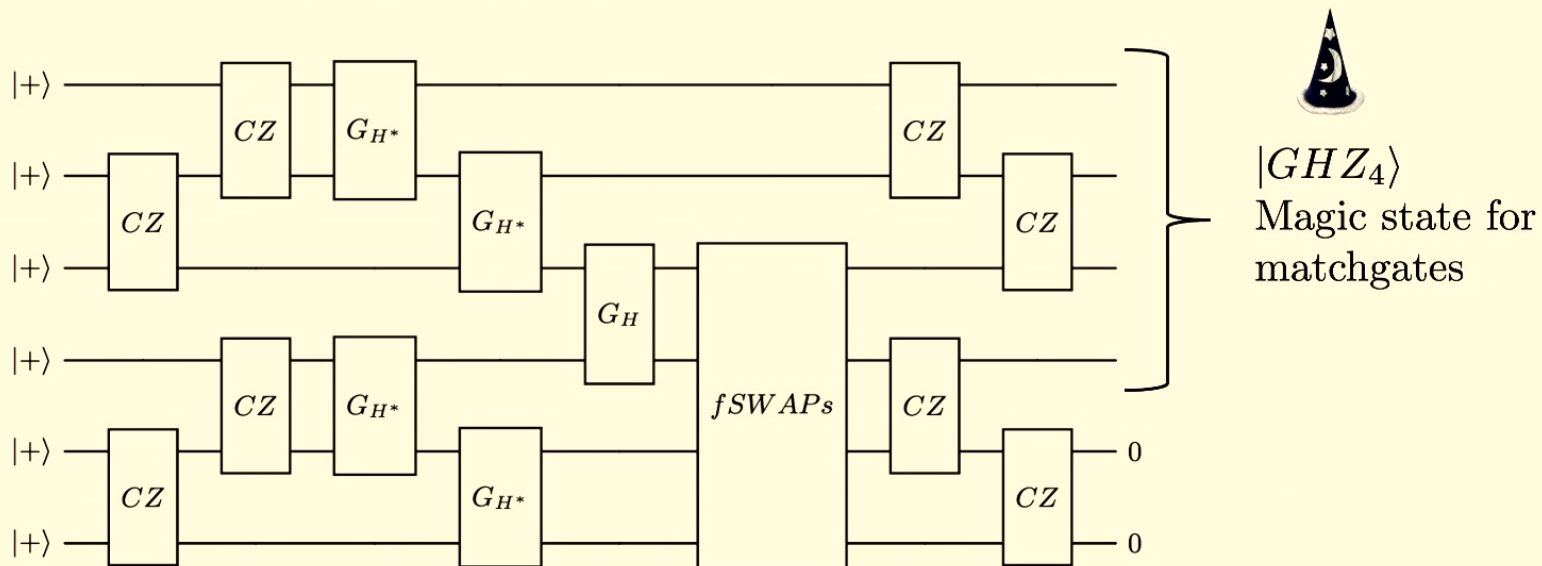 |+⟩
CZ
G_{H*}
CZ
|GHZ₄⟩
|+⟩
CZ
G_{H*}
CZ
Magic state for
|+⟩
G_H
matchgates
|+⟩
CZ
G_{H*}
fSWAPs
CZ
|+⟩
0
CZ
G_{H*}
CZ
|+⟩
0